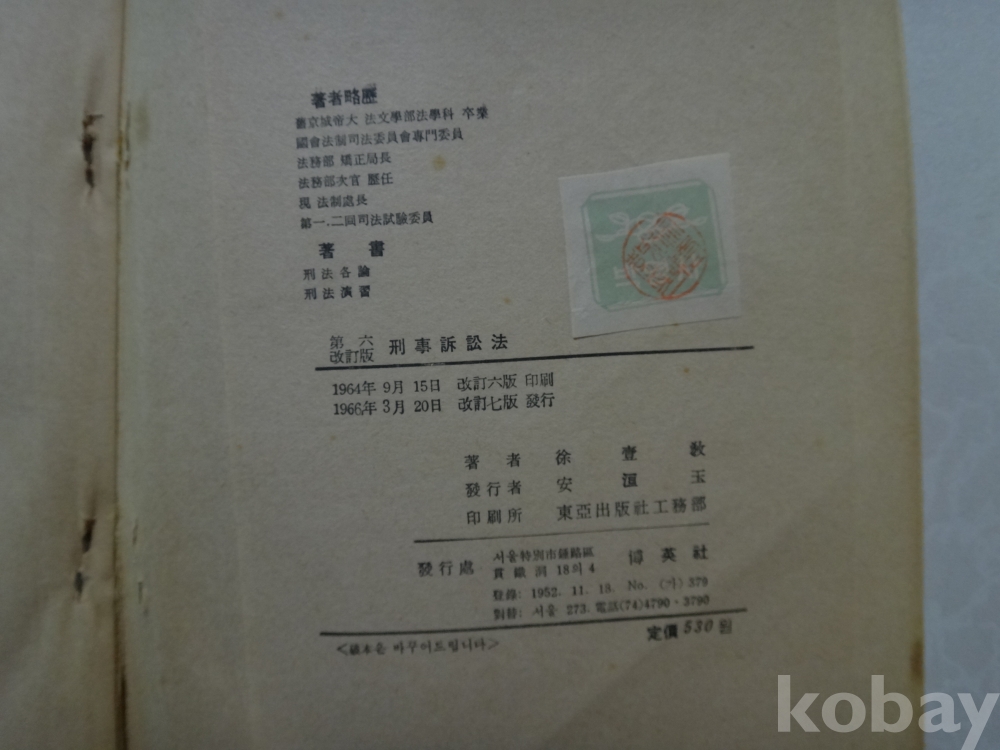 著者略歷
舊京城帝大 法文學部法學科 卒業
國會法制司法委員會專門委員
法務部 矯正局長
法務部次官 歷任
現 法制處長
第一.二回司法試驗委員
著書
刑法各論
刑法演習
第六改訂版 刑事訴訟法
1964年 9月 15日 改訂六版 印刷
1966年 3月 20日 改訂七版 發行
著者 徐壹敎
發行者 安洹玉
印刷所 東亞出版社工務部
發行處 서울特別市鍾路區 貫鐵洞 18의4 博英社
登錄: 1952. 11. 18. No. (가) 379
對替: 서울 273. 電話(74)4790·3790
定價 530원
<破本은 바꾸어드립니다>
kobay